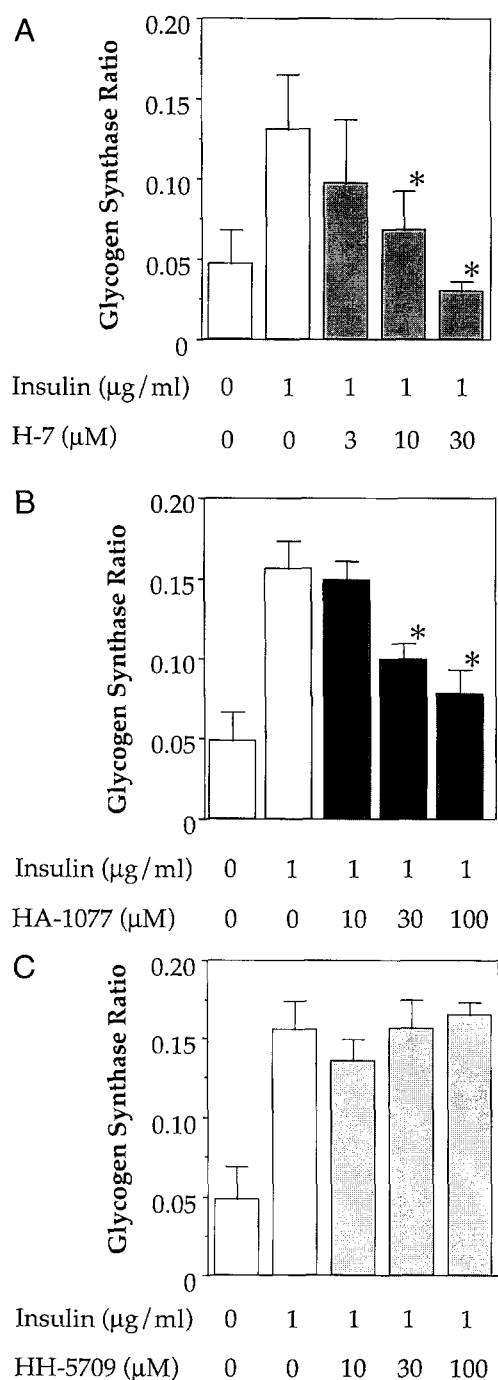 A
Glycogen Synthase Ratio
0.20
0.15
0.10
0.05
0
*
*
Insulin (μg/ml) 0 1 1 1 1
H-7 (μM) 0 0 3 10 30
B
Glycogen Synthase Ratio
0.20
0.15
0.10
0.05
0
*
*
Insulin (μg/ml) 0 1 1 1 1
HA-1077 (μM) 0 0 10 30 100
C
Glycogen Synthase Ratio
0.20
0.15
0.10
0.05
0
Insulin (μg/ml) 0 1 1 1 1
HH-5709 (μM) 0 0 10 30 100